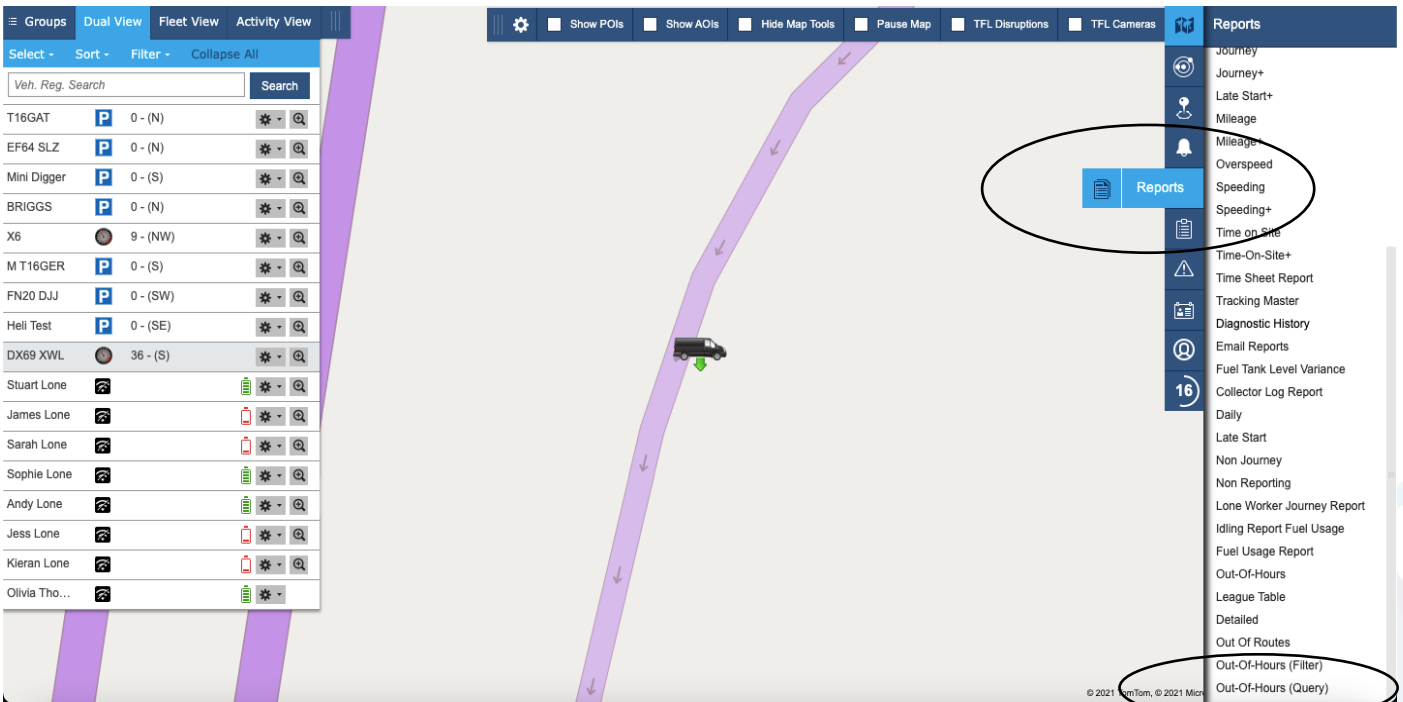 Groups Dual View Fleet View Activity View
Select Sort Filter Collapse All
Veh. Reg. Search Search
T16GAT P 0 - (N)
EF64 SLZ P 0 - (N)
Mini Digger P 0 - (S)
BRIGGS P 0 - (N)
X6 9 - (NW)
M T16GER P 0 - (S)
FN20 DJJ P 0 - (SW)
Heli Test P 0 - (SE)
DX69 XWL 36 - (S)
Stuart Lone
James Lone
Sarah Lone
Sophie Lone
Andy Lone
Jess Lone
Kieran Lone
Olivia Tho...
Show POIs Show AOIs Hide Map Tools Pause Map TFL Disruptions TFL Cameras
Reports
16
© 2021 TomTom, © 2021 Micr
Reports
Journey
Journey+
Late Start+
Mileage
Mileage+
Overspeed
Speeding
Speeding+
Time on Site
Time-On-Site+
Time Sheet Report
Tracking Master
Diagnostic History
Email Reports
Fuel Tank Level Variance
Collector Log Report
Daily
Late Start
Non Journey
Non Reporting
Lone Worker Journey Report
Idling Report Fuel Usage
Fuel Usage Report
Out-Of-Hours
League Table
Detailed
Out Of Routes
Out-Of-Hours (Filter)
Out-Of-Hours (Query)